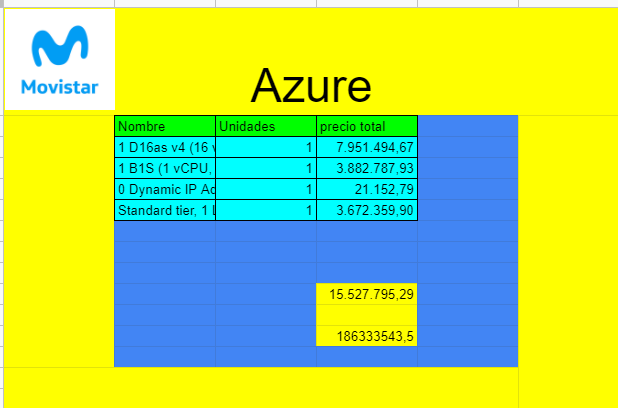 Movistar
Azure
Nombre Unidades precio total
1 D16as v4 (16 1 7.951.494,67
1 B1S (1 vCPU, 1 3.882.787,93
0 Dynamic IP Ad 1 21.152,79
Standard tier, 1 1 3.672.359,90
15.527.795,29
186333543,5